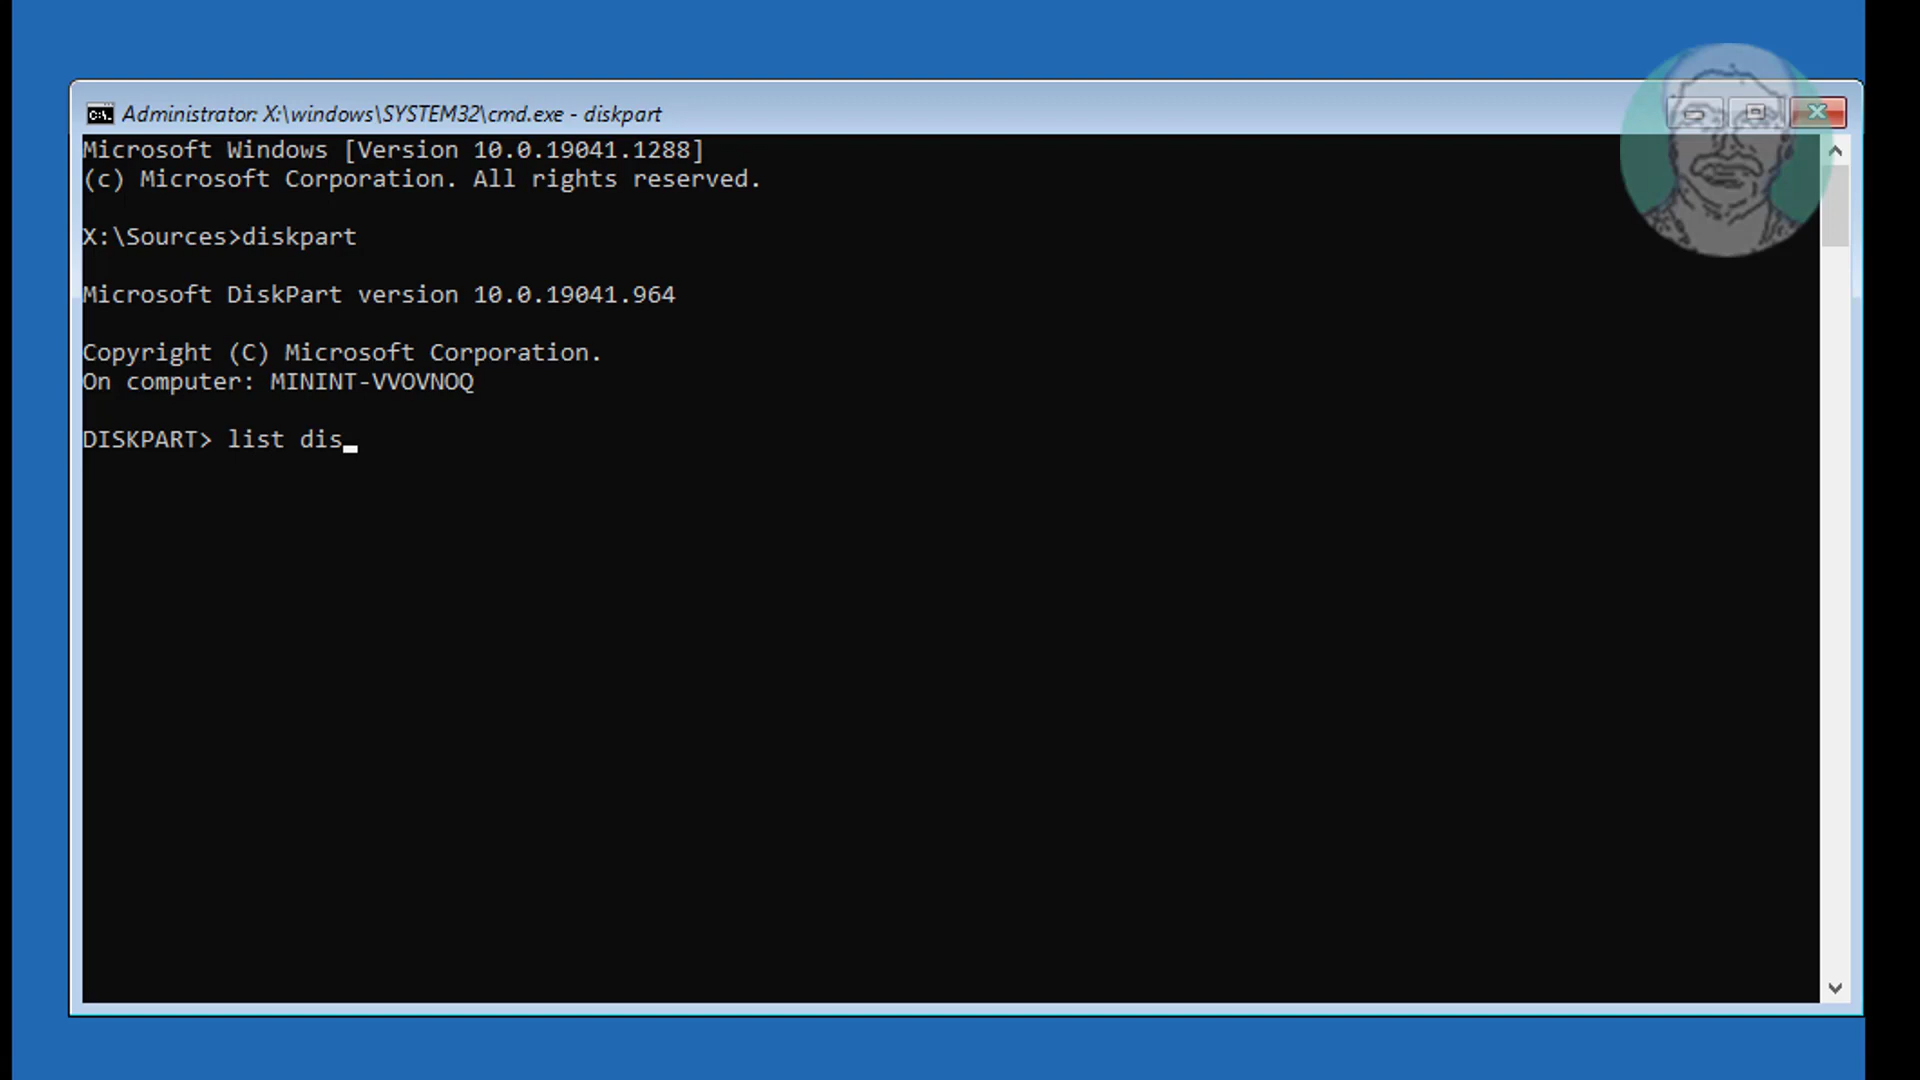 Administrator: X:\windows\SYSTEM32\cmd.exe - diskpart
Microsoft Windows [Version 10.0.19041.1288]
(c) Microsoft Corporation. All rights reserved.
X:\Sources>diskpart
Microsoft DiskPart version 10.0.19041.964
Copyright (C) Microsoft Corporation.
On computer: MININT-VVOVNOQ
DISKPART> list dis